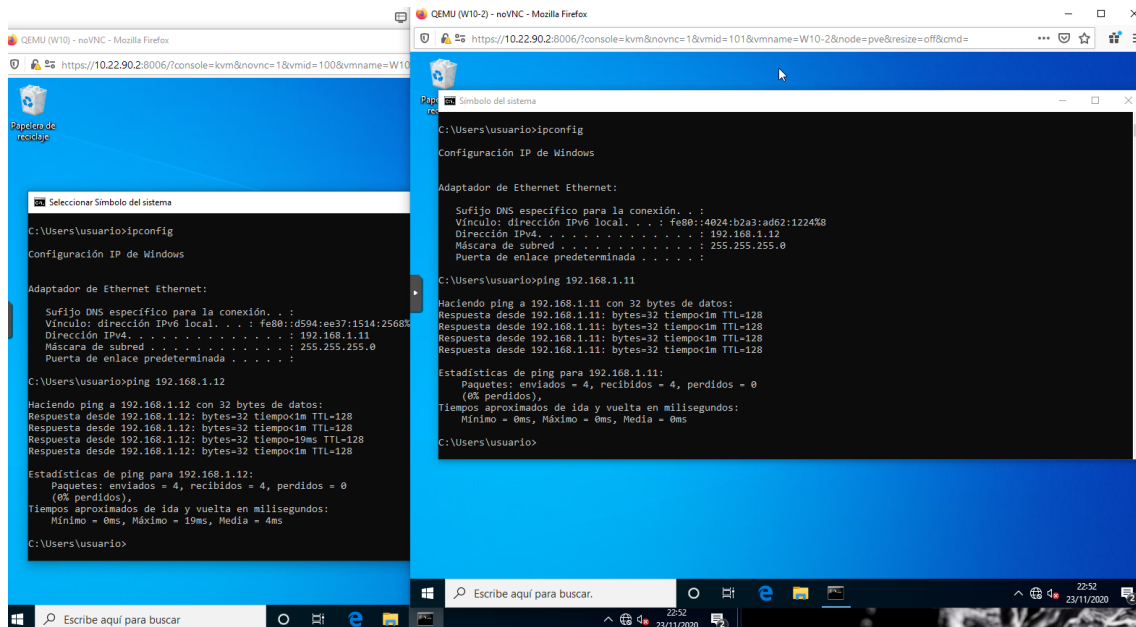 QEMU (W10) - noVNC - Mozilla Firefox
https://10.22.90.2:8006/?console=kvm&novnc=1&vmid=100&vmname=W10
Papelera de
reciclaje
Seleccionar Símbolo del sistema
C:\Users\usuario>ipconfig
Configuración IP de Windows
Adaptador de Ethernet Ethernet:
Sufijo DNS específico para la conexión. . :
Vínculo: dirección IPv6 local. . . : fe80::d594:ee37:1514:2568%
Dirección IPv4. . . . . . . . . . . . . . : 192.168.1.11
Máscara de subred . . . . . . . . . . . . : 255.255.255.0
Puerta de enlace predeterminada . . . . . :
C:\Users\usuario>ping 192.168.1.12
Haciendo ping a 192.168.1.12 con 32 bytes de datos:
Respuesta desde 192.168.1.12: bytes=32 tiempo<1m TTL=128
Respuesta desde 192.168.1.12: bytes=32 tiempo<1m TTL=128
Respuesta desde 192.168.1.12: bytes=32 tiempo=19ms TTL=128
Respuesta desde 192.168.1.12: bytes=32 tiempo<1m TTL=128
Estadísticas de ping para 192.168.1.12:
Paquetes: enviados = 4, recibidos = 4, perdidos = 0
(0% perdidos),
Tiempos aproximados de ida y vuelta en milisegundos:
Mínimo = 0ms, Máximo = 19ms, Media = 4ms
C:\Users\usuario>
Escribe aquí para buscar
22:52
23/11/2020
QEMU (W10-2) - noVNC - Mozilla Firefox
https://10.22.90.2:8006/?console=kvm&novnc=1&vmid=101&vmname=W10-2&node=pve&resize=off&cmd=
Pape
rec
Símbolo del sistema
C:\Users\usuario>ipconfig
Configuración IP de Windows
Adaptador de Ethernet Ethernet:
Sufijo DNS específico para la conexión. . :
Vínculo: dirección IPv6 local. . . : fe80::4024:b2a3:ad62:1224%8
Dirección IPv4. . . . . . . . . . . . . . : 192.168.1.12
Máscara de subred . . . . . . . . . . . . : 255.255.255.0
Puerta de enlace predeterminada . . . . . :
C:\Users\usuario>ping 192.168.1.11
Haciendo ping a 192.168.1.11 con 32 bytes de datos:
Respuesta desde 192.168.1.11: bytes=32 tiempo<1m TTL=128
Respuesta desde 192.168.1.11: bytes=32 tiempo<1m TTL=128
Respuesta desde 192.168.1.11: bytes=32 tiempo<1m TTL=128
Respuesta desde 192.168.1.11: bytes=32 tiempo<1m TTL=128
Estadísticas de ping para 192.168.1.11:
Paquetes: enviados = 4, recibidos = 4, perdidos = 0
(0% perdidos),
Tiempos aproximados de ida y vuelta en milisegundos:
Mínimo = 0ms, Máximo = 0ms, Media = 0ms
C:\Users\usuario>
Escribe aquí para buscar.
22:52
23/11/2020